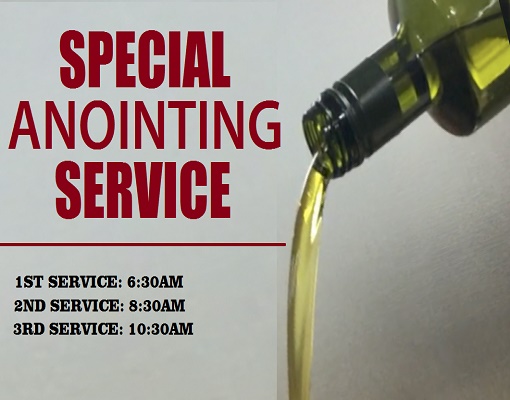 SPECIAL
ANOINTING
SERVICE
1ST SERVICE: 6:30AM
2ND SERVICE: 8:30AM
3RD SERVICE: 10:30AM